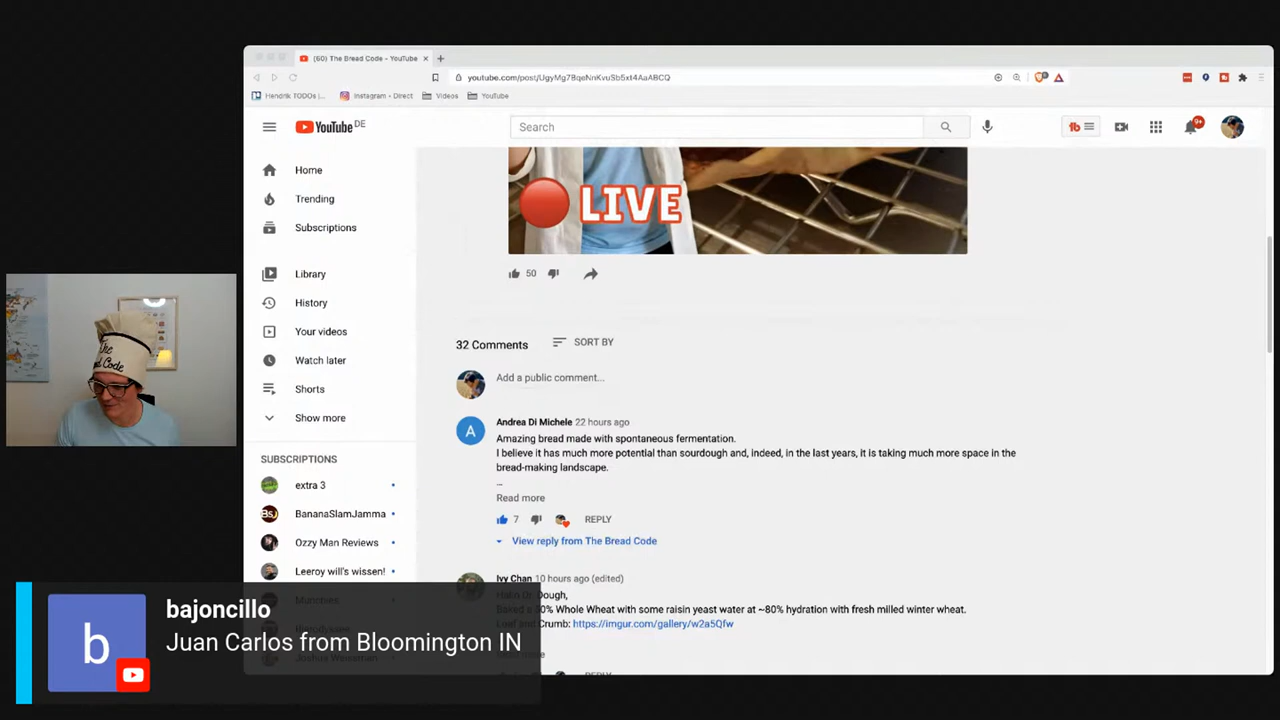 (60) The Bread Code - YouTube
youtube.com/post/UgyMg7BqeNnKvuSb5xt4AaABCQ
Hendrik TODOs |...
Instagram • Direct
Videos
YouTube
YouTube DE
Search
9+
Home
Trending
Subscriptions
Library
History
Your videos
Watch later
Shorts
Show more
SUBSCRIPTIONS
extra 3
BananaSlamJamma
Ozzy Man Reviews
Leeroy will's wissen!
Munchies
LIVE
50
32 Comments
SORT BY
Add a public comment...
A
Andrea Di Michele 22 hours ago
Amazing bread made with spontaneous fermentation.
I believe it has much more potential than sourdough and, indeed, in the last years, it is taking much more space in the
bread-making landscape.
...
Read more
7
REPLY
View reply from The Bread Code
Ivy Chan 10 hours ago (edited)
Dough,
Baked a 50% Whole Wheat with some raisin yeast water at ~80% hydration with fresh milled winter wheat.
Loaf and Crumb: https://imgur.com/gallery/w2a5Qfw
REPLY
The
Bread Code
b
bajoncillo
Juan Carlos from Bloomington IN